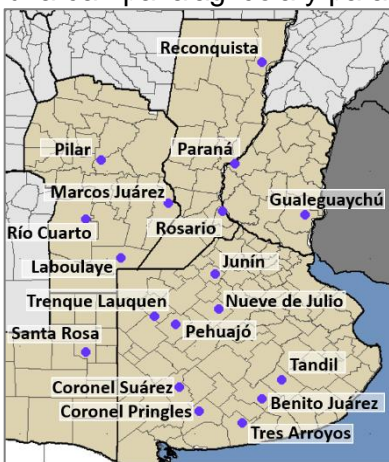 Reconquista
Pilar
Paraná
Marcos Juárez
Gualeguaychú
Río Cuarto
Rosario
Laboulaye
Junín
Trenque Lauquen
Nueve de Julio
Pehuajó
Santa Rosa
Tandil
Coronel Suárez
Benito Juárez
Coronel Pringles
Tres Arroyos